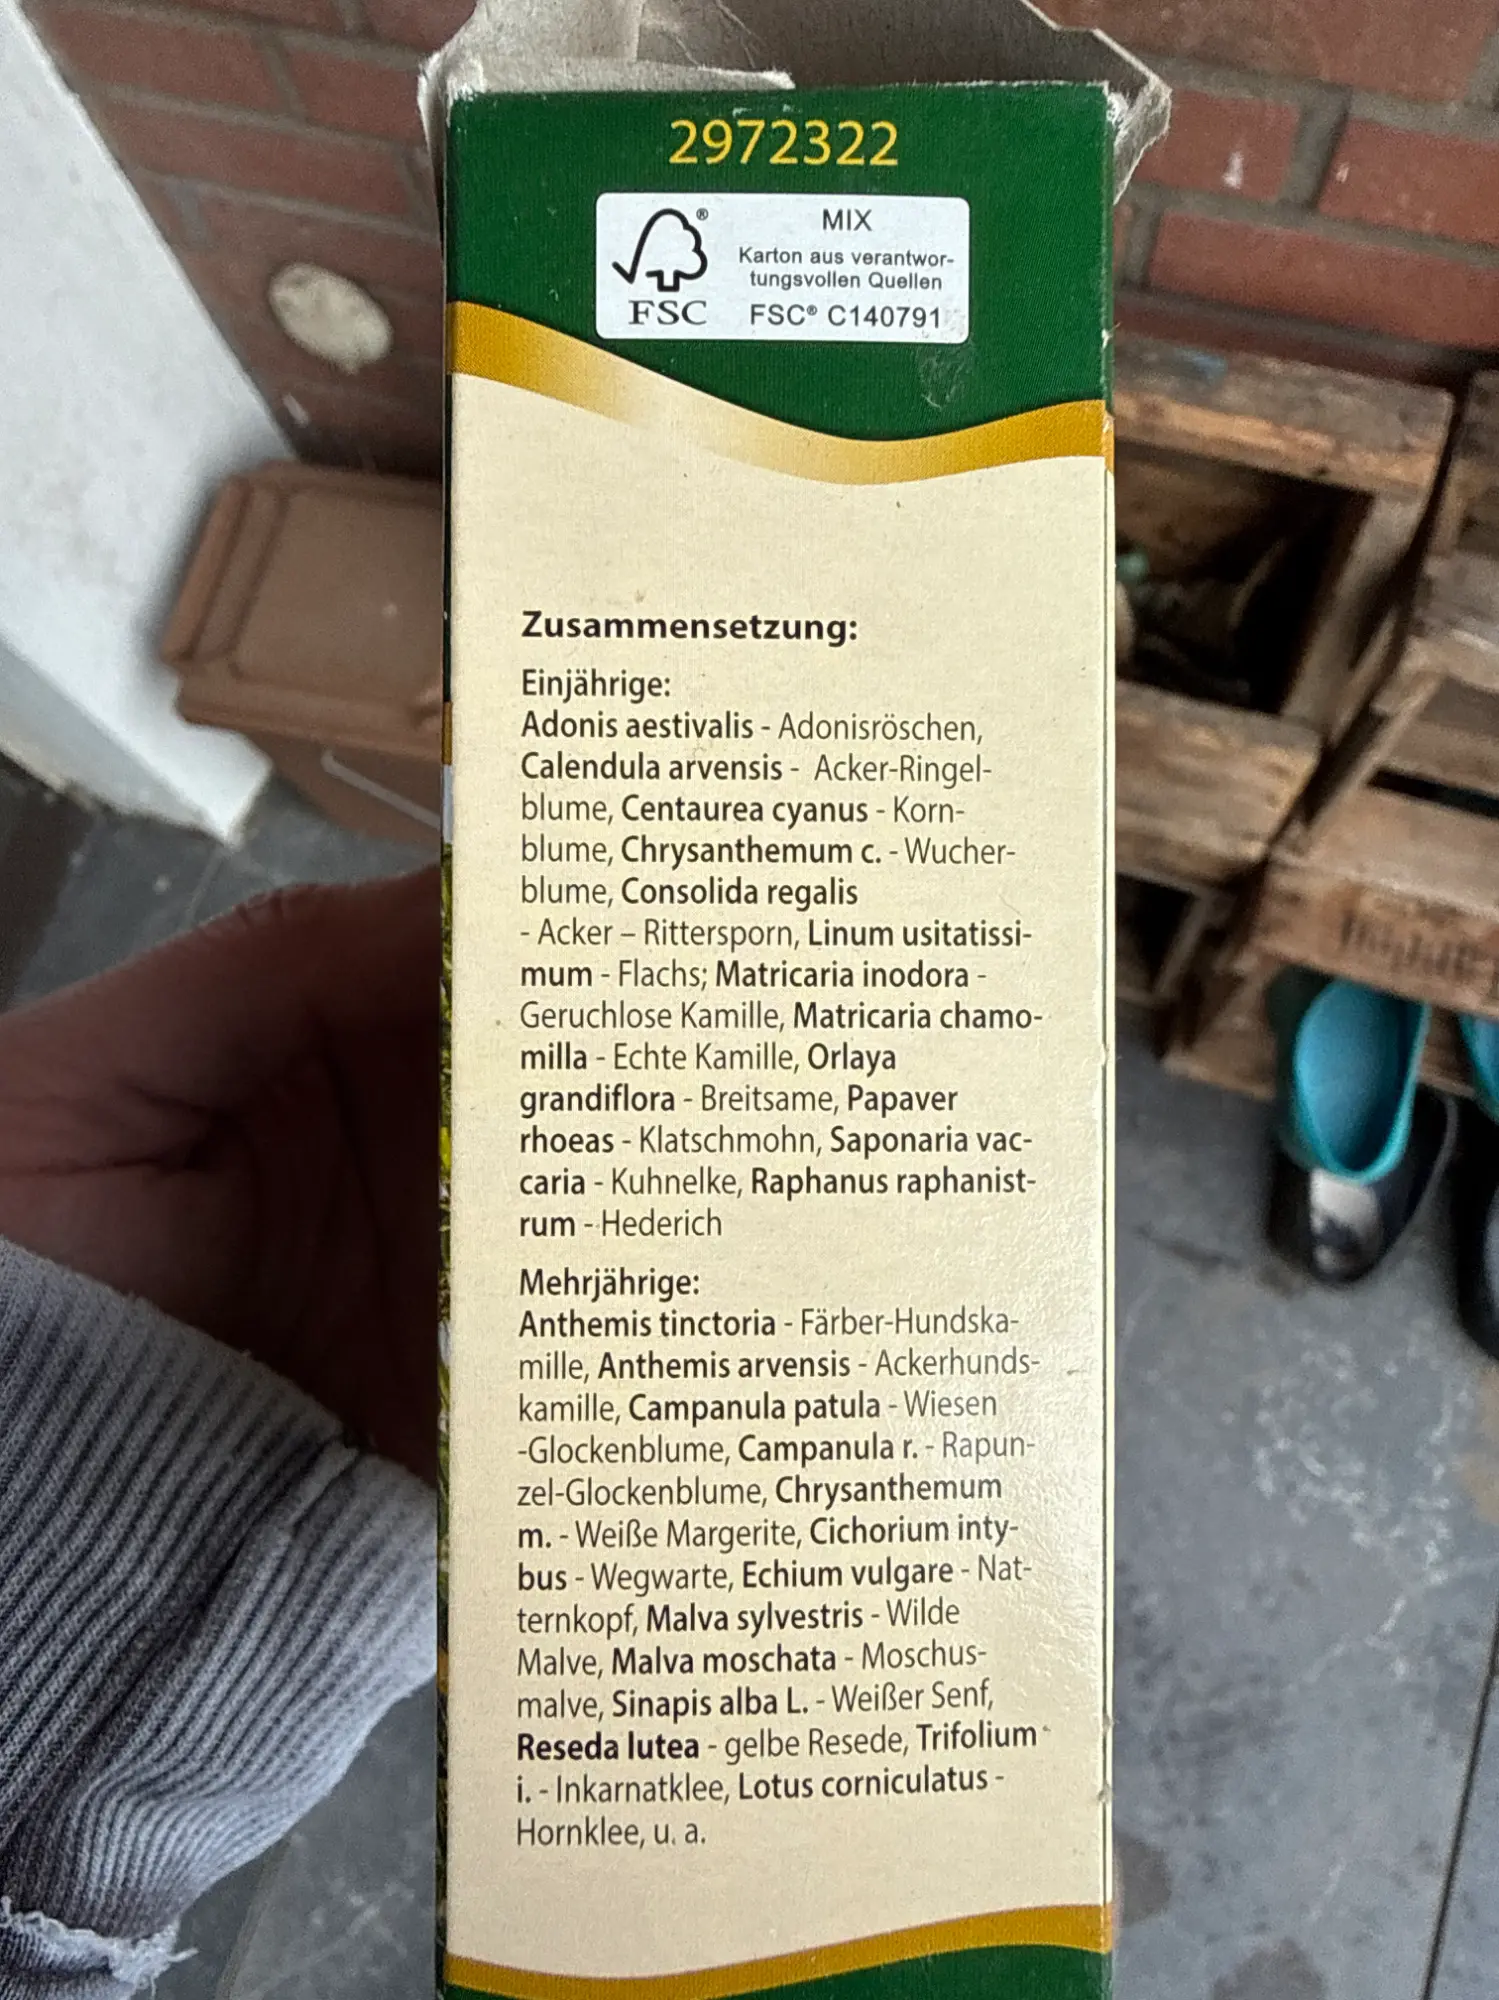 2972322
MIX
Karton aus verantwor-
tungsvollen Quellen
FSC® C140791
FSC
Zusammensetzung:
Einjährige:
Adonis aestivalis - Adonisröschen,
Calendula arvensis - Acker-Ringel-
blume, Centaurea cyanus - Korn-
blume, Chrysanthemum c. - Wucher-
blume, Consolida regalis
- Acker – Rittersporn, Linum usitatissi-
mum - Flachs; Matricaria inodora -
Geruchlose Kamille, Matricaria chamo-
milla - Echte Kamille, Orlaya
grandiflora - Breitsame, Papaver
rhoeas - Klatschmohn, Saponaria vac-
caria - Kuhnelke, Raphanus raphanist-
rum - Hederich
Mehrjährige:
Anthemis tinctoria - Färber-Hundska-
mille, Anthemis arvensis - Ackerhunds-
kamille, Campanula patula - Wiesen
-Glockenblume, Campanula r. - Rapun-
zel-Glockenblume, Chrysanthemum
m. - Weiße Margerite, Cichorium inty-
bus - Wegwarte, Echium vulgare - Nat-
ternkopf, Malva sylvestris - Wilde
Malve, Malva moschata - Moschus-
malve, Sinapis alba L. - Weißer Senf,
Reseda lutea - gelbe Resede, Trifolium
i. - Inkarnatklee, Lotus corniculatus -
Hornklee, u. a.